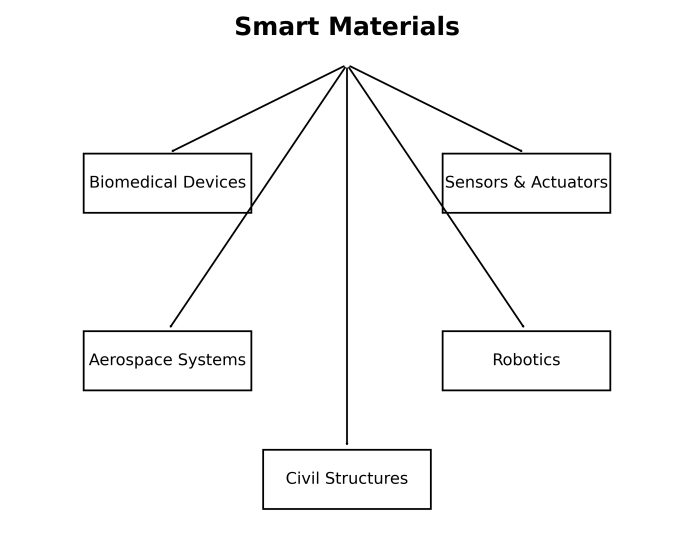 Smart Materials
Biomedical Devices
Sensors & Actuators
Aerospace Systems
Robotics
Civil Structures